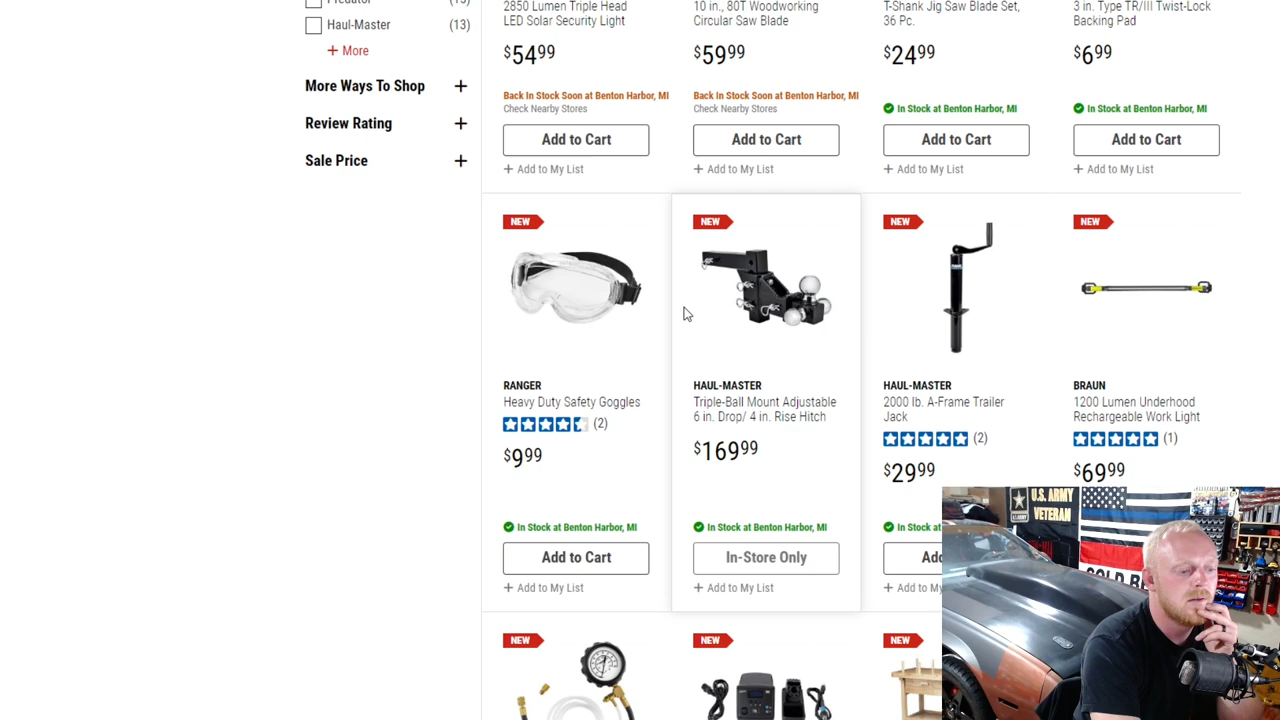 Haul-Master
(13)
+ More
More Ways To Shop +
Review Rating +
Sale Price +
2850 Lumen Triple Head
LED Solar Security Light
$54 99
Back In Stock Soon at Benton Harbor, MI
Check Nearby Stores
Add to Cart
+ Add to My List
10 in., 80T Woodworking
Circular Saw Blade
$59 99
Back In Stock Soon at Benton Harbor, MI
Check Nearby Stores
Add to Cart
+ Add to My List
T-Shank Jig Saw Blade Set,
36 Pc.
$24 99
In Stock at Benton Harbor, MI
Add to Cart
+ Add to My List
3 in. Type TR/III Twist-Lock
Backing Pad
$6 99
In Stock at Benton Harbor, MI
Add to Cart
+ Add to My List
NEW
RANGER
Heavy Duty Safety Goggles
(2)
$9 99
In Stock at Benton Harbor, MI
Add to Cart
+ Add to My List
NEW
HAUL-MASTER
Triple-Ball Mount Adjustable
6 in. Drop/ 4 in. Rise Hitch
$169 99
In Stock at Benton Harbor, MI
In-Store Only
+ Add to My List
NEW
HAUL-MASTER
2000 lb. A-Frame Trailer
Jack
(2)
$29 99
In Stock at
Add
+ Add to My
NEW
BRAUN
1200 Lumen Underhood
Rechargeable Work Light
(1)
$69 99
U.S. ARMY
VETERAN
NEW
NEW
NEW